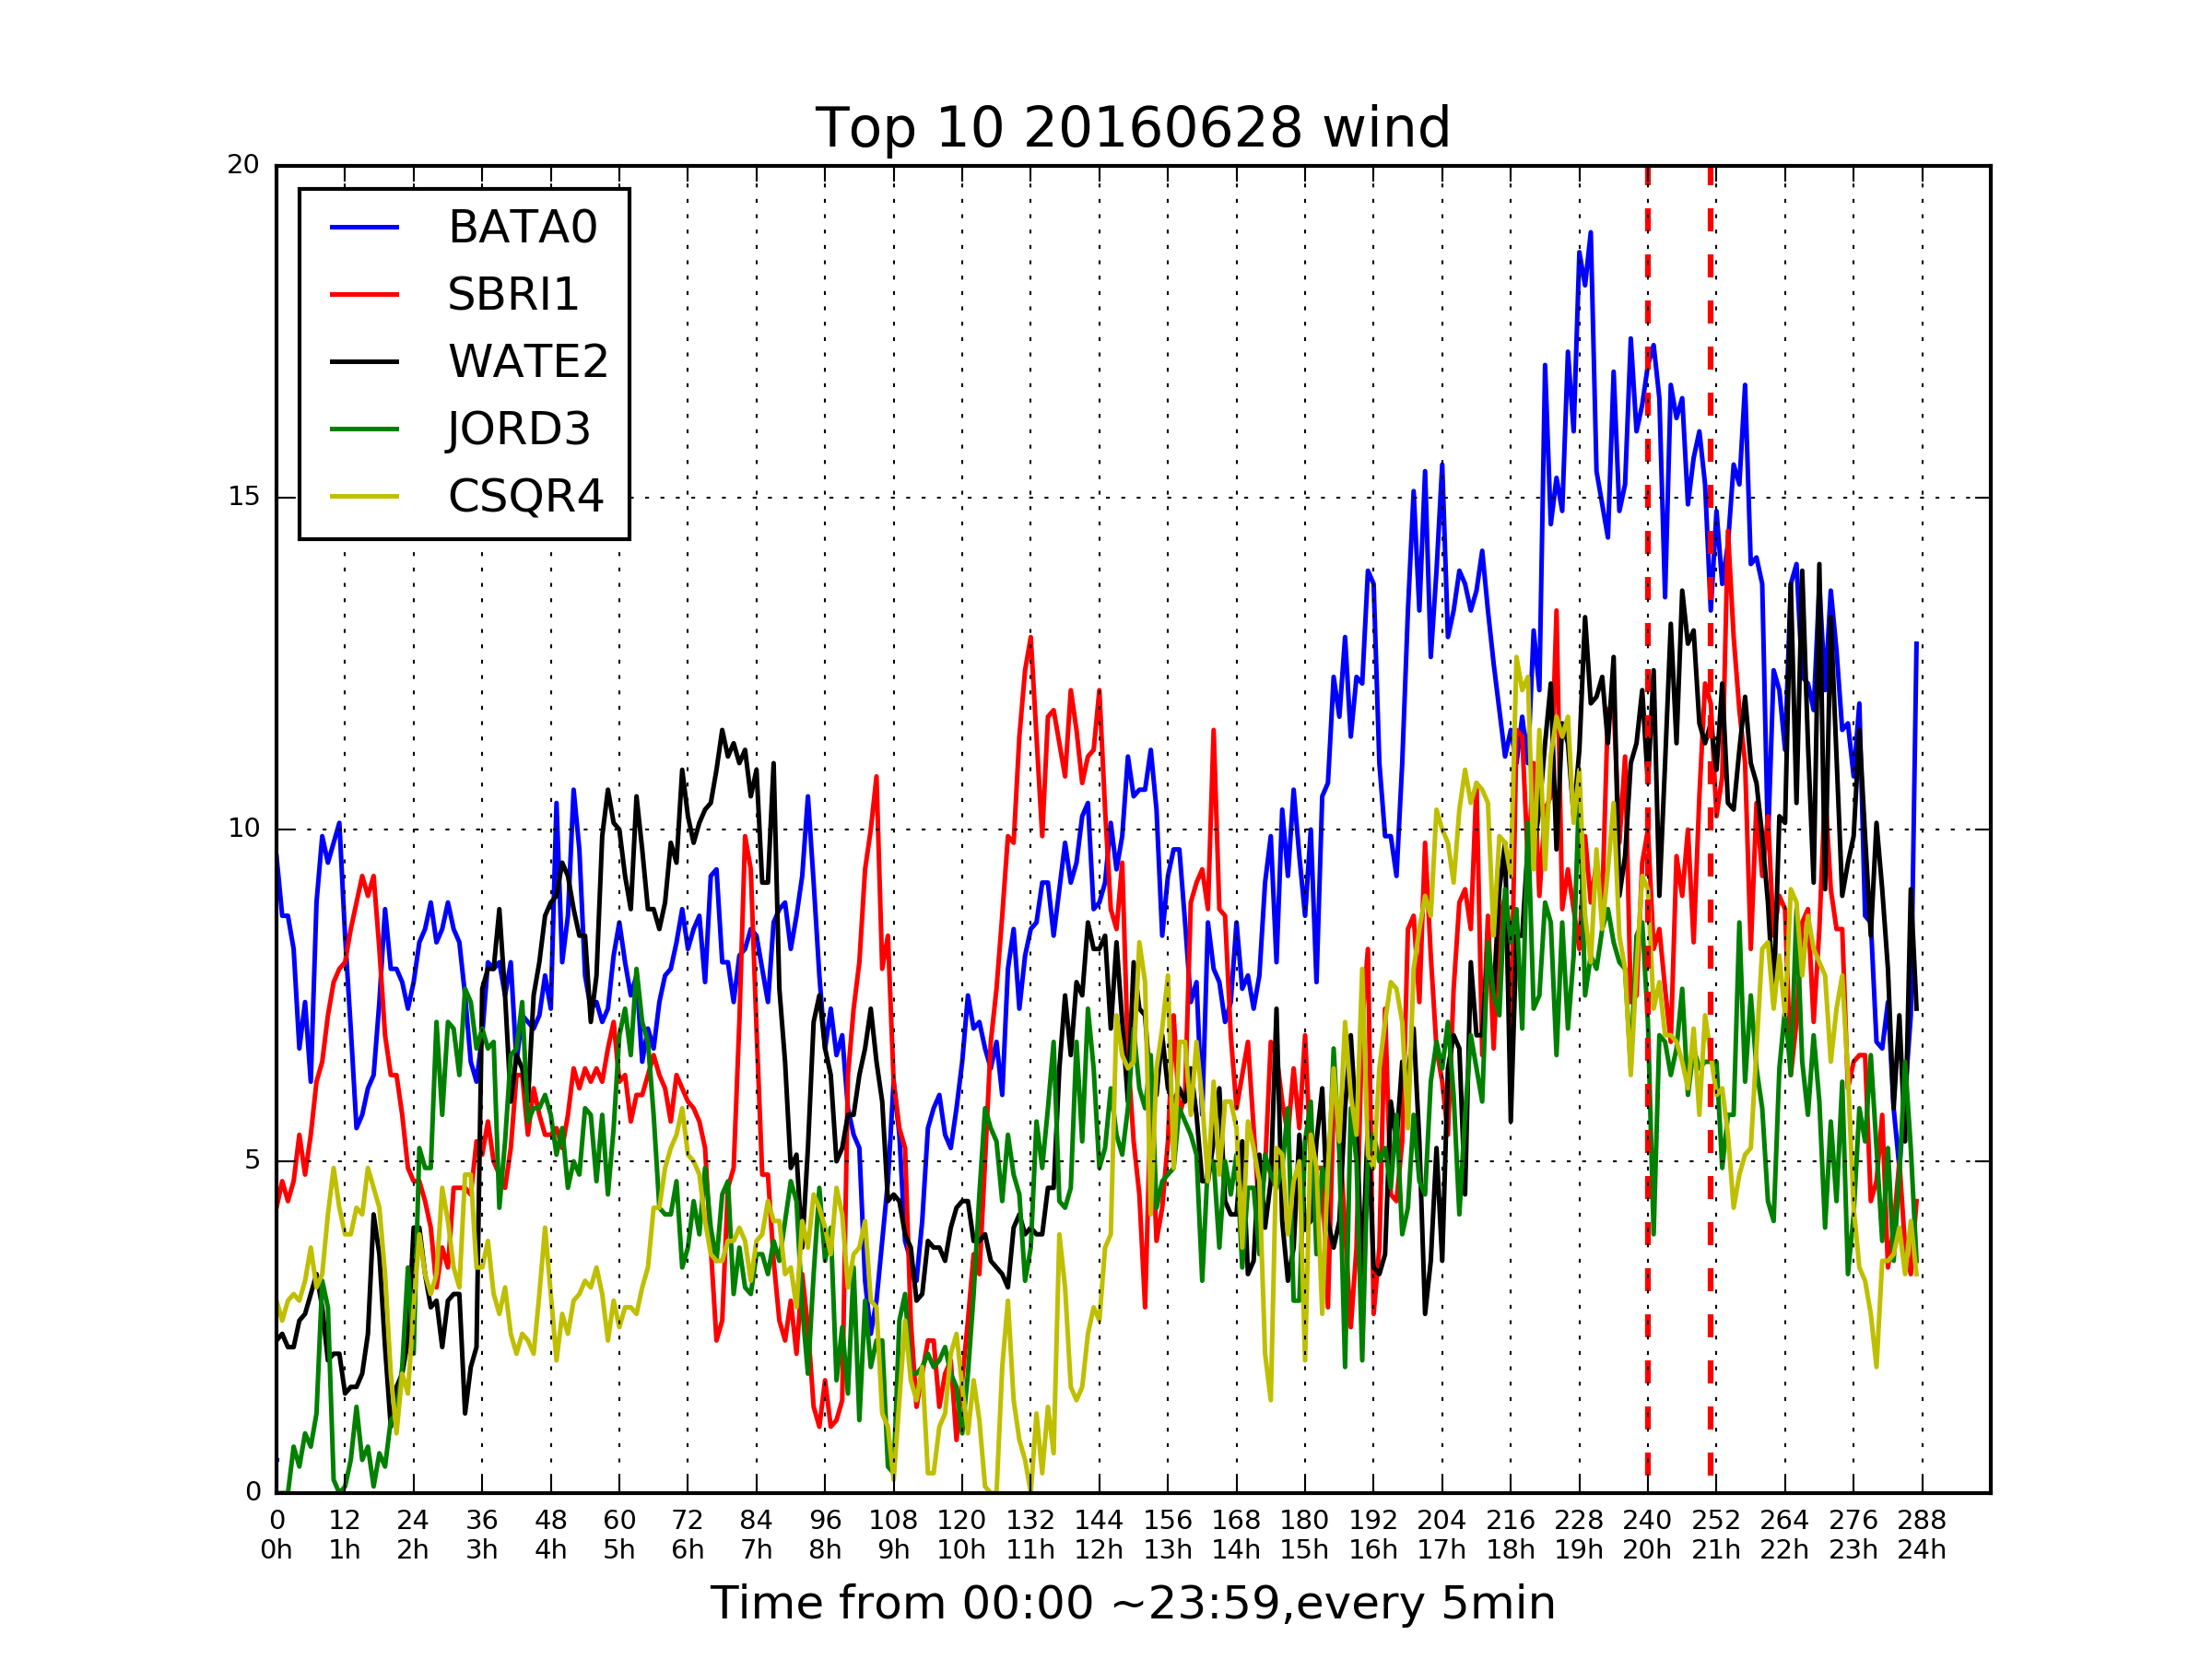 Top 10 20160628 wind
20
15
10
5
0
BATA0
SBRI1
WATE2
JORD3
CSQR4
0 12 24 36 48 60 72 84 96 108 120 132 144 156 168 180 192 204 216 228 240 252 264 276 288
0h 1h 2h 3h 4h 5h 6h 7h 8h 9h 10h 11h 12h 13h 14h 15h 16h 17h 18h 19h 20h 21h 22h 23h 24h
Time from 00:00 ~23:59,every 5min